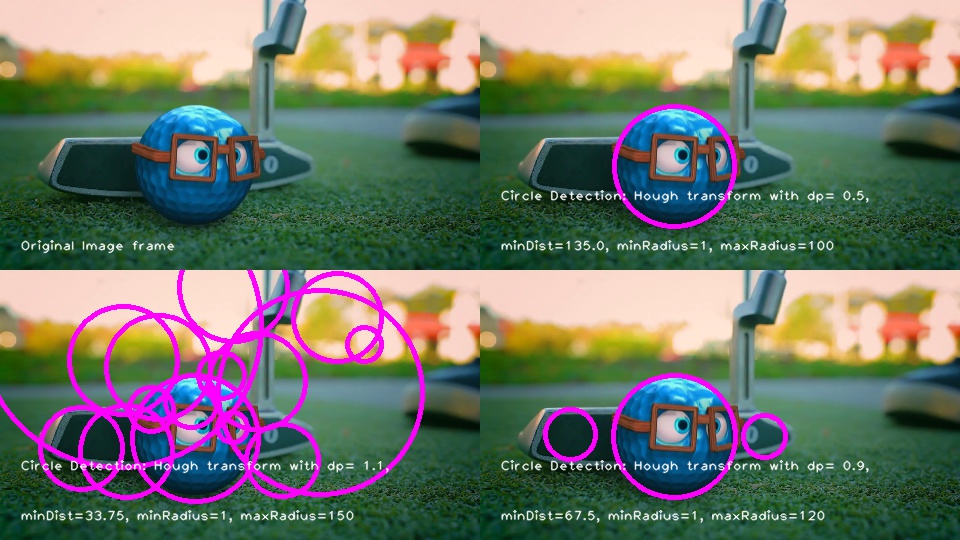 Original Image frame
Circle Detection: Hough transform with dp= 0.5,
minDist=135.0, minRadius=1, maxRadius=100
Circle Detection: Hough transform with dp= 1.1,
minDist=33.75, minRadius=1, maxRadius=150
Circle Detection: Hough transform with dp= 0.9,
minDist=67.5, minRadius=1, maxRadius=120